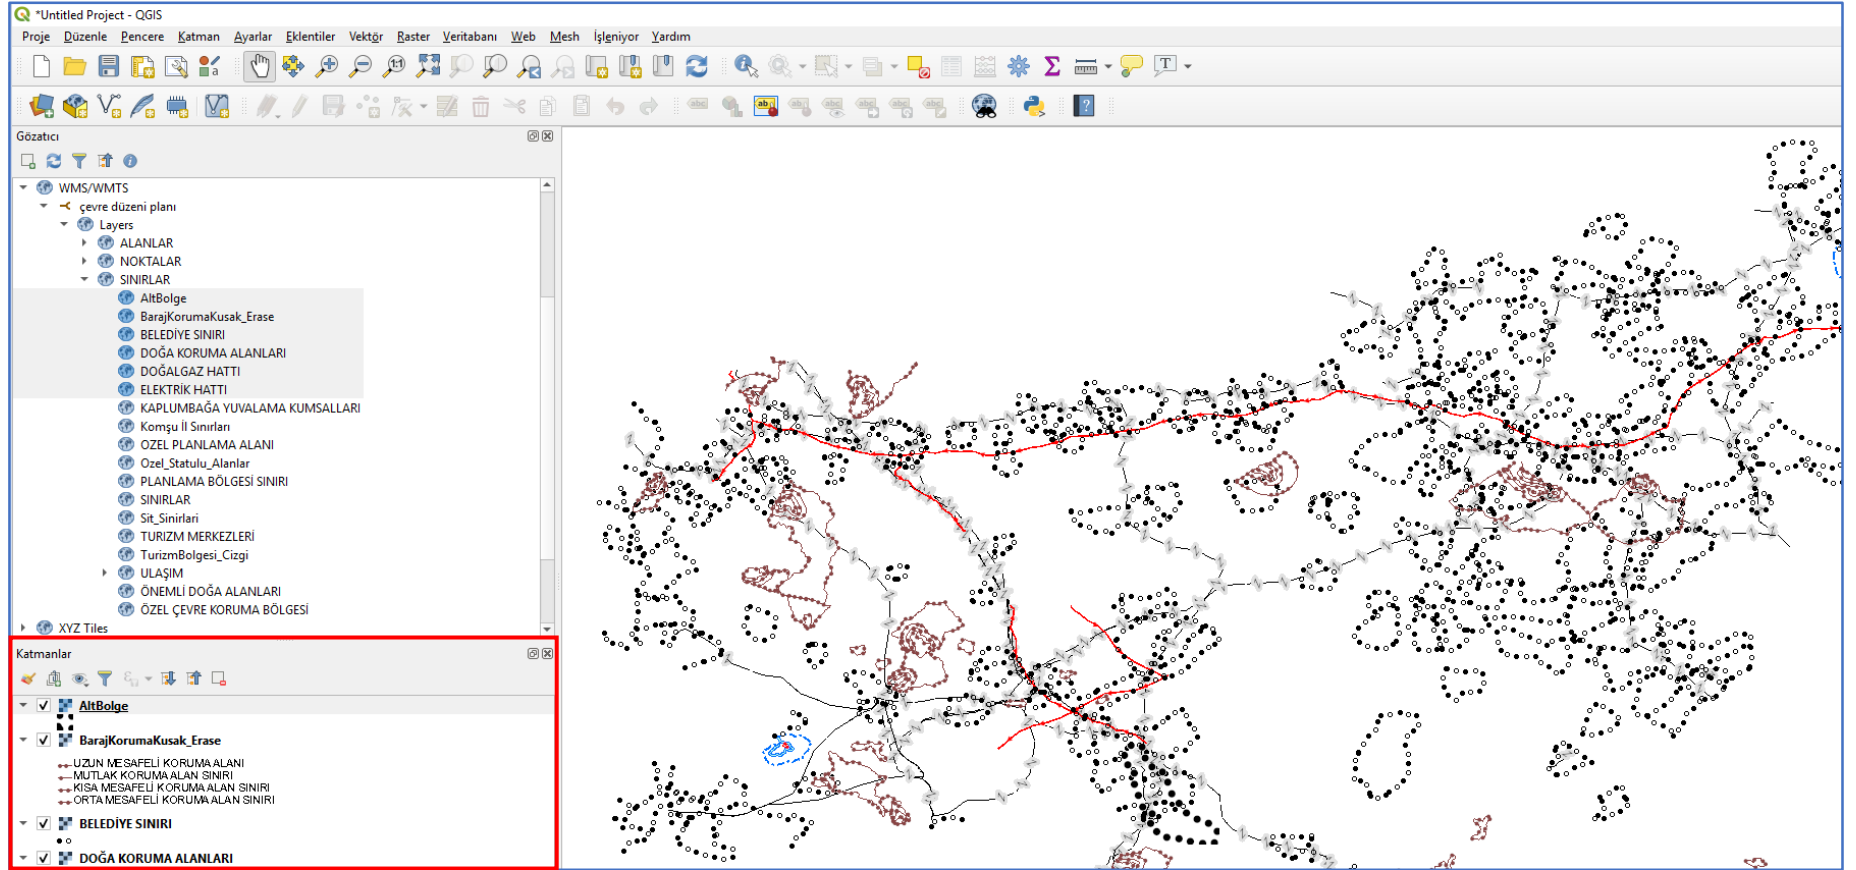 *Untitled Project - QGIS
Proje Düzenle Pencere Katman Ayarlar Eklentiler Vektör Raster Veritabanı Web Mesh İşleniyor Yardım
Gözatıcı
WMS/WMTS
çevre düzeni planı
Layers
ALANLAR
NOKTALAR
SINIRLAR
AltBolge
BarajKorumaKusak_Erase
BELEDİYE SINIRI
DOĞA KORUMA ALANLARI
DOĞALGAZ HATTI
ELEKTRİK HATTI
KAPLUMBAĞA YUVALAMA KUMSALLARI
Komşu İl Sınırları
OZEL PLANLAMA ALANI
Ozel_Statulu_Alanlar
PLANLAMA BÖLGESİ SINIRI
SINIRLAR
Sit_Sinirlari
TURIZM MERKEZLERİ
TurizmBolgesi_Cizgi
ULAŞIM
ÖNEMLİ DOĞA ALANLARI
ÖZEL ÇEVRE KORUMA BÖLGESİ
XYZ Tiles
Katmanlar
AltBolge
BarajKorumaKusak_Erase
UZUN MESAFELİ KORUMA ALANI
MUTLAK KORUMA ALAN SINIRI
KISA MESAFELİ KORUMA ALAN SINIRI
ORTA MESAFELİ KORUMA ALAN SINIRI
BELEDİYE SINIRI
DOĞA KORUMA ALANLARI